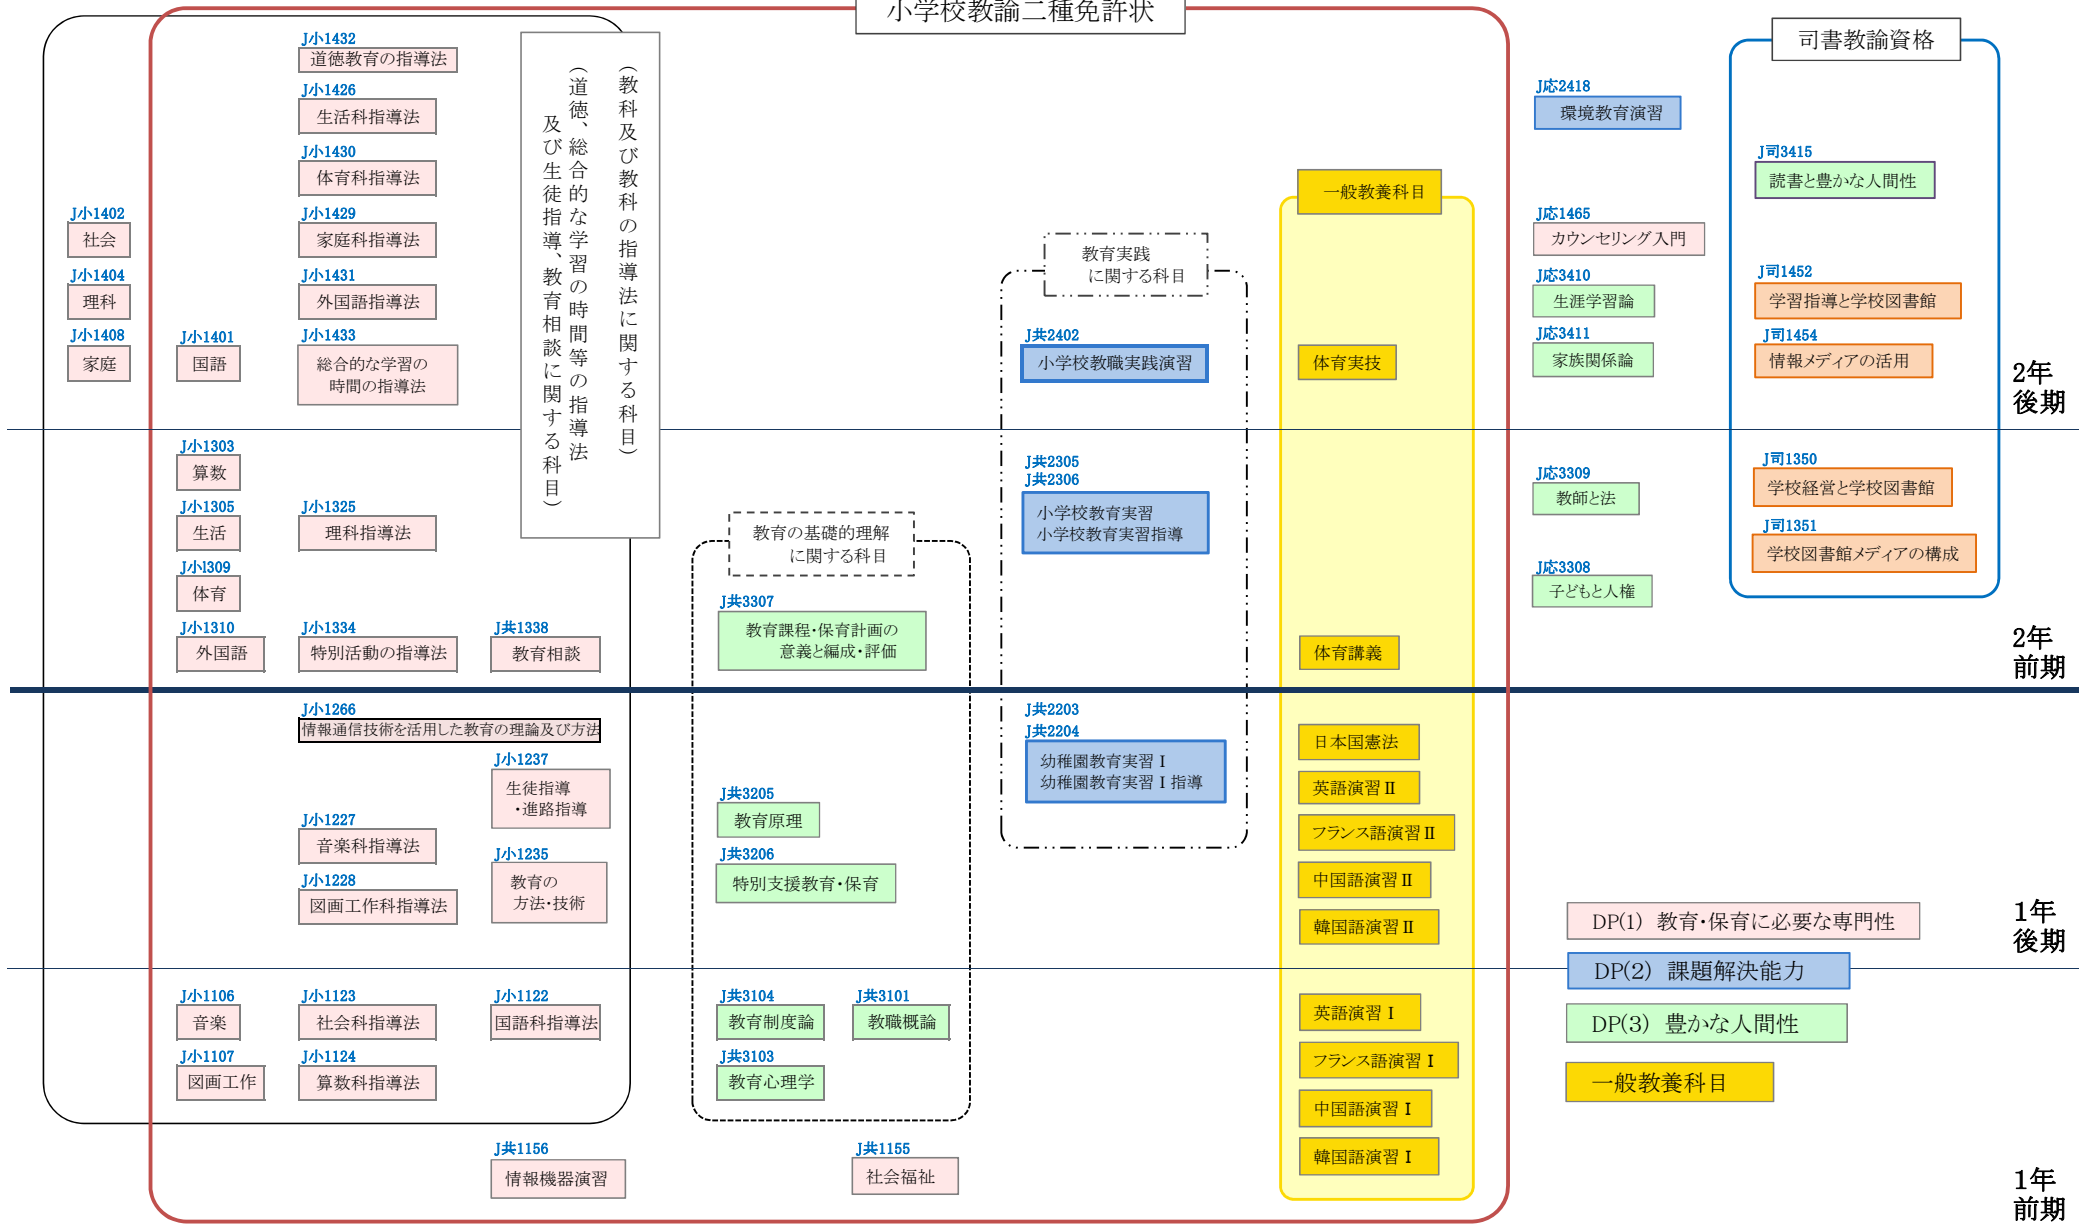 小学校教諭二種免許状
司書教諭資格
（教科及び教科の指導法に関する科目）
（道徳、総合的な学習の時間等の指導法
及び生徒指導、教育相談に関する科目）
J小1432
道徳教育の指導法
J小1426
生活科指導法
J小1430
体育科指導法
J小1402
社会
J小1429
家庭科指導法
J小1404
理科
J小1431
外国語指導法
J小1408
家庭
J小1401
国語
J小1433
総合的な学習の
時間の指導法
教育実践
に関する科目
J共2402
小学校教職実践演習
一般教養科目
体育実技
J応2418
環境教育演習
J応1465
カウンセリング入門
J応3410
生涯学習論
J応3411
家族関係論
J司3415
読書と豊かな人間性
J司1452
学習指導と学校図書館
J司1454
情報メディアの活用
2年
後期
J小1303
算数
J小1305
生活
J小1325
理科指導法
J小l309
体育
J小1310
外国語
J小1334
特別活動の指導法
J共1338
教育相談
教育の基礎的理解
に関する科目
J共3307
教育課程・保育計画の
意義と編成・評価
J共2305
J共2306
小学校教育実習
小学校教育実習指導
体育講義
J応3309
教師と法
J応3308
子どもと人権
J司1350
学校経営と学校図書館
J司1351
学校図書館メディアの構成
2年
前期
J小1266
情報通信技術を活用した教育の理論及び方法
J小1237
生徒指導
・進路指導
J小1227
音楽科指導法
J小1228
図画工作科指導法
J小1235
教育の
方法・技術
J共3205
教育原理
J共3206
特別支援教育・保育
J共2203
J共2204
幼稚園教育実習Ⅰ
幼稚園教育実習Ⅰ指導
日本国憲法
英語演習Ⅱ
フランス語演習Ⅱ
中国語演習Ⅱ
韓国語演習Ⅱ
1年
後期
J小1106
音楽
J小1123
社会科指導法
J小1122
国語科指導法
J小1107
図画工作
J小1124
算数科指導法
J共3104
教育制度論
J共3101
教職概論
J共3103
教育心理学
J共1156
情報機器演習
J共1155
社会福祉
英語演習Ⅰ
フランス語演習Ⅰ
中国語演習Ⅰ
韓国語演習Ⅰ
DP(1) 教育・保育に必要な専門性
DP(2) 課題解決能力
DP(3) 豊かな人間性
一般教養科目
1年
前期